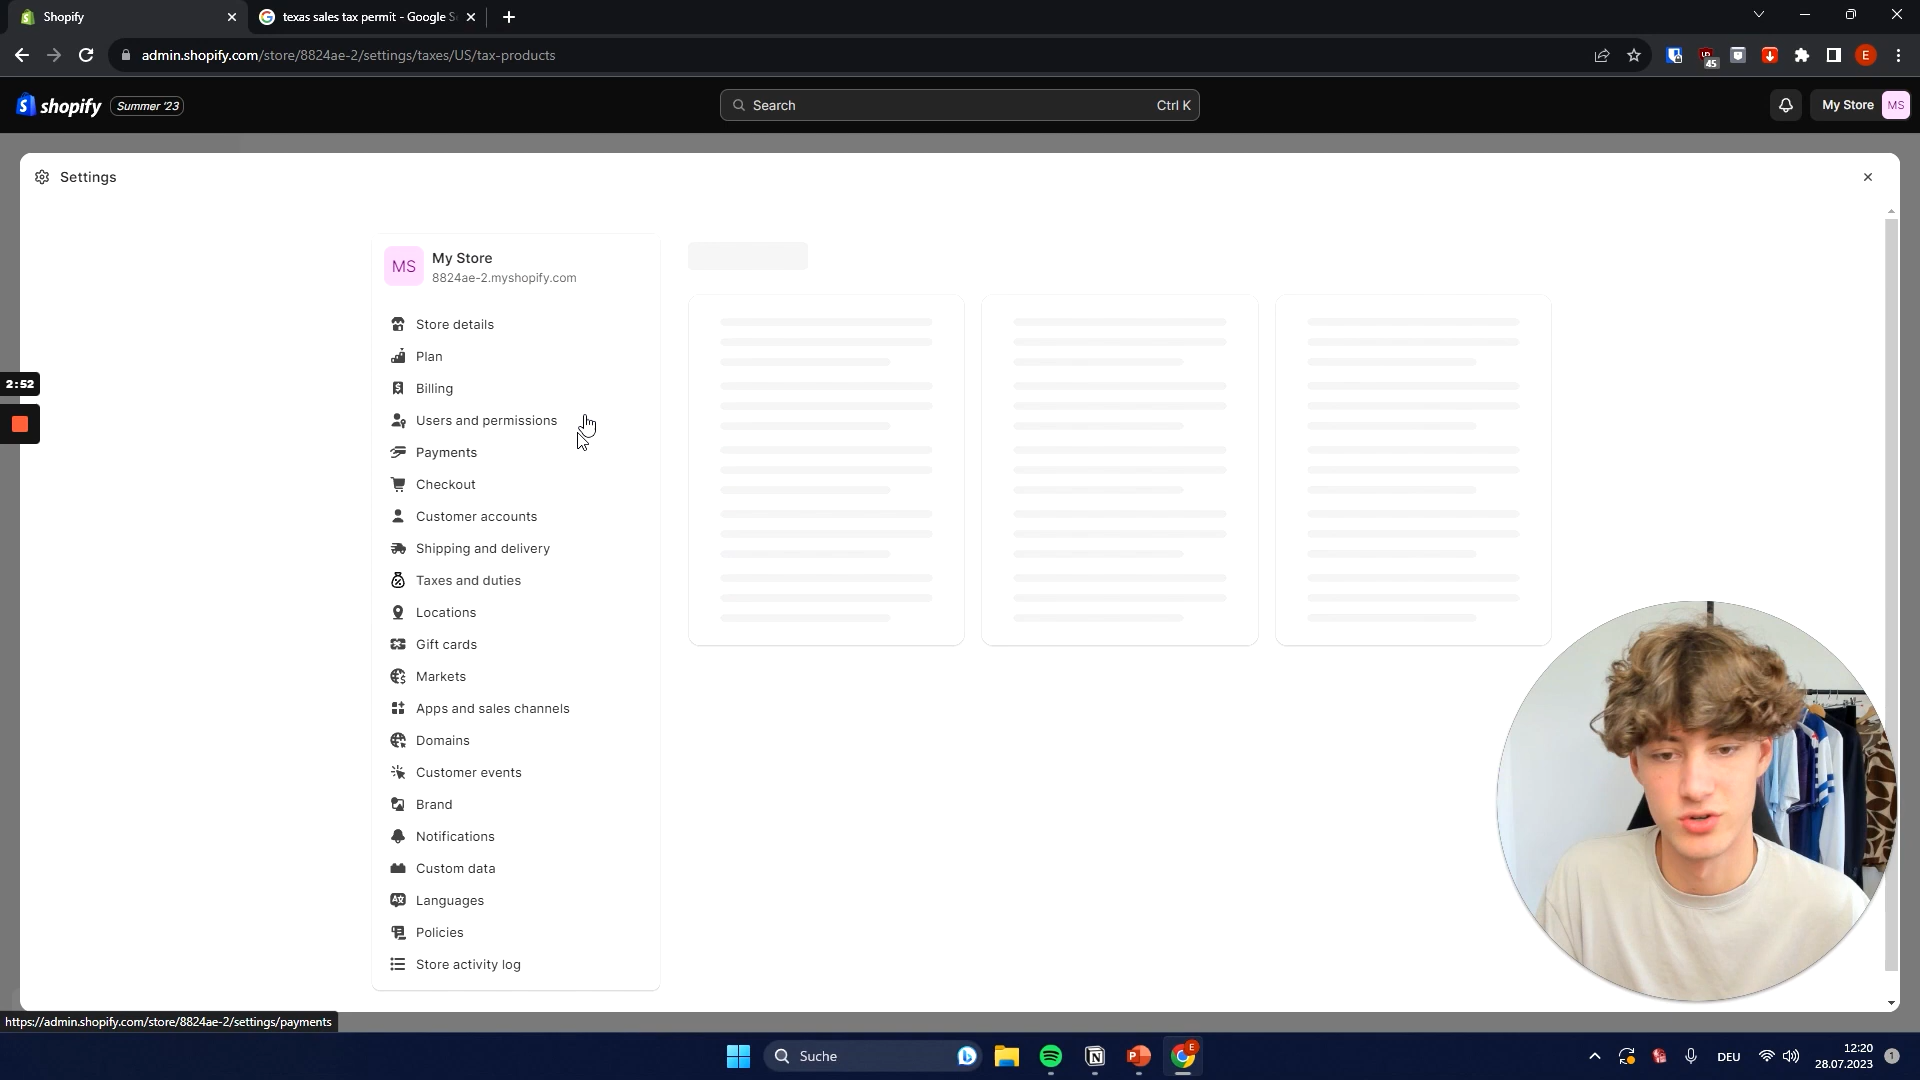 Shopify
texas sales tax permit - Google S
admin.shopify.com/store/8824ae-2/settings/taxes/US/tax-products
45
E
shopify
Summer '23
Search
Ctrl K
My Store
MS
Settings
MS
My Store
8824ae-2.myshopify.com
Store details
Plan
Billing
Users and permissions
Payments
Checkout
Customer accounts
Shipping and delivery
Taxes and duties
Locations
Gift cards
Markets
Apps and sales channels
Domains
Customer events
Brand
Notifications
Custom data
Languages
Policies
Store activity log
2:52
https://admin.shopify.com/store/8824ae-2/settings/payments
Suche
E
DEU
12:20
28.07.2023
1